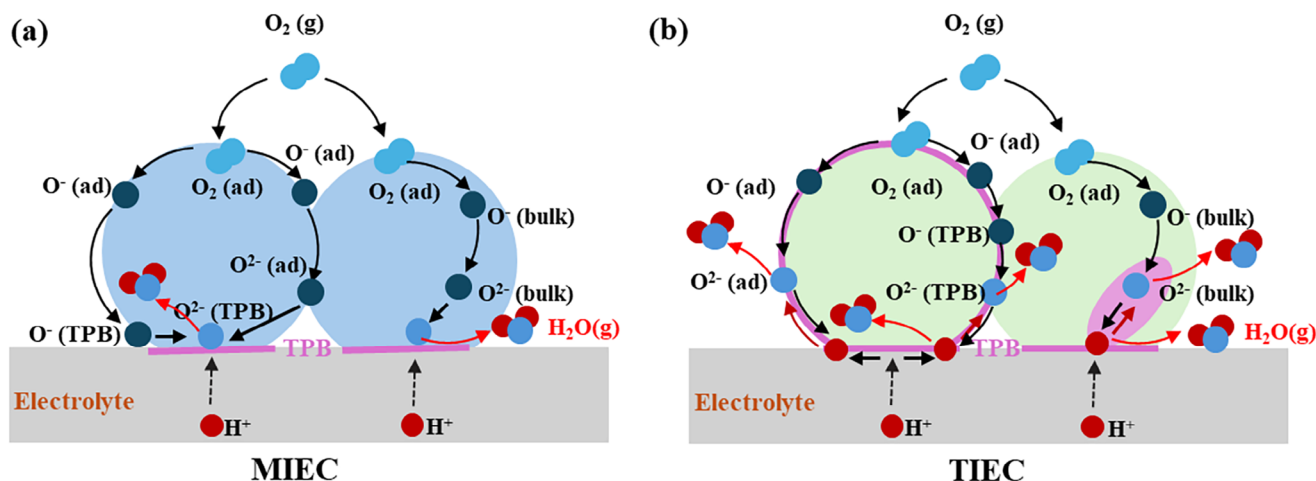 (a)
O₂ (g)
O⁻ (ad)
O⁻ (ad)
O₂ (ad)
O₂ (ad)
O⁻ (bulk)
O²⁻ (ad)
O²⁻ (bulk)
O²⁻ (TPB)
O⁻ (TPB)
TPB
H₂O(g)
Electrolyte
H⁺
H⁺
MIEC
(b)
O₂ (g)
O⁻ (ad)
O₂ (ad)
O₂ (ad)
O⁻ (bulk)
O⁻ (TPB)
O²⁻ (ad)
O²⁻ (TPB)
O²⁻ (bulk)
TPB
H₂O(g)
Electrolyte
H⁺
H⁺
TIEC